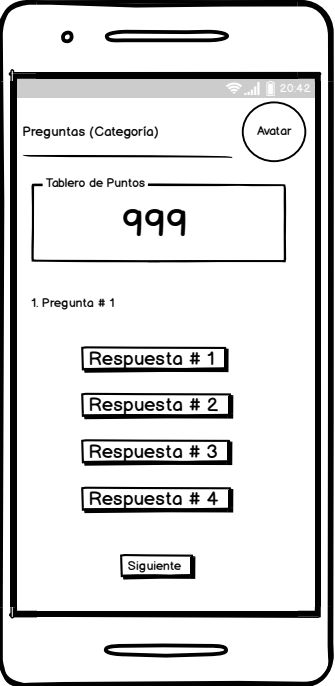 20:42
Preguntas (Categoría)
Avatar
Tablero de Puntos
999
1. Pregunta # 1
Respuesta # 1
Respuesta # 2
Respuesta # 3
Respuesta # 4
Siguiente